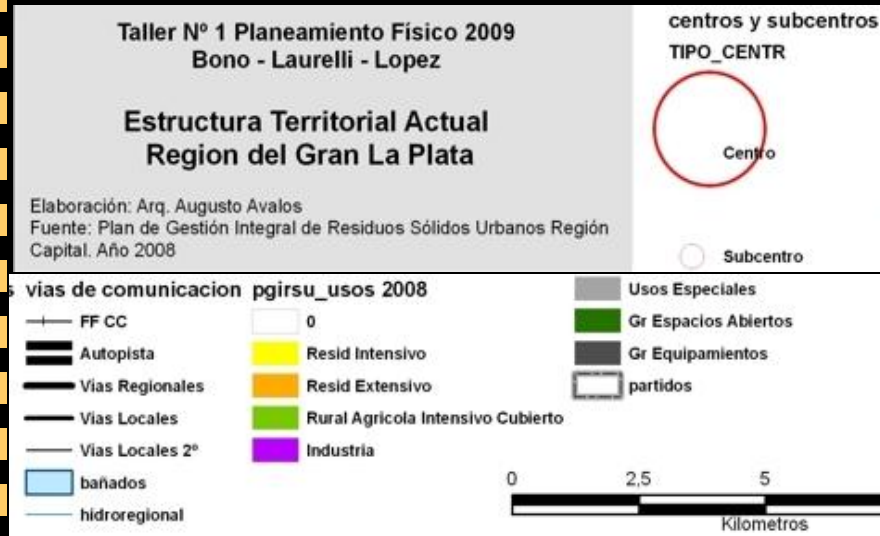 Taller Nº 1 Planeamiento Físico 2009
Bono - Laurelli - Lopez
Estructura Territorial Actual
Region del Gran La Plata
Elaboración: Arq. Augusto Avalos
Fuente: Plan de Gestión Integral de Residuos Sólidos Urbanos Región
Capital. Año 2008
centros y subcentros
TIPO_CENTR
Centro
Subcentro
vias de comunicacion
FF CC
Autopista
Vias Regionales
Vias Locales
Vias Locales 2º
bañados
hidroregional
pgirsu_usos 2008
0
Resid Intensivo
Resid Extensivo
Rural Agricola Intensivo Cubierto
Industria
Usos Especiales
Gr Espacios Abiertos
Gr Equipamientos
partidos
0 2,5 5
Kilometros